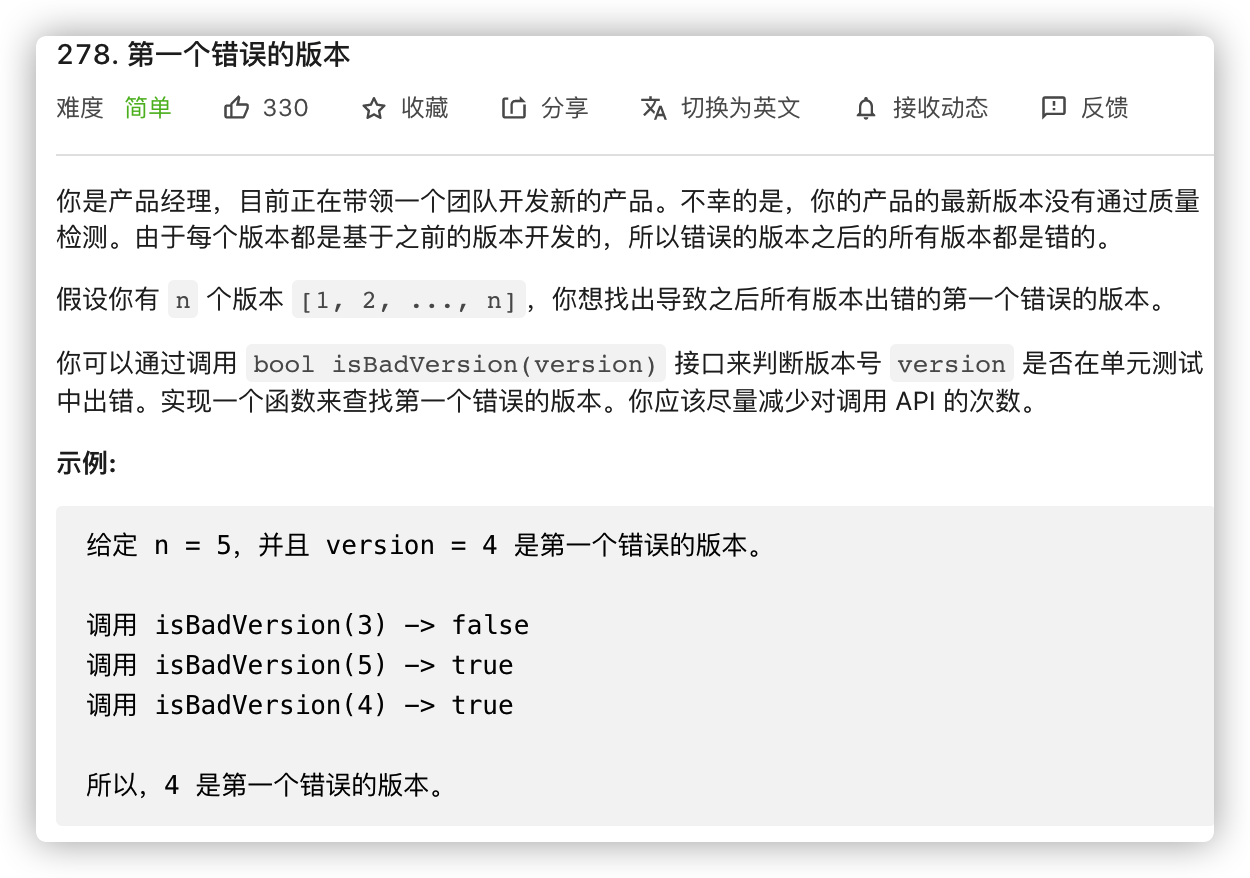 278. 第一个错误的版本
难度 简单 330 收藏 分享 切换为英文 接收动态 反馈
你是产品经理，目前正在带领一个团队开发新的产品。不幸的是，你的产品的最新版本没有通过质量
检测。由于每个版本都是基于之前的版本开发的，所以错误的版本之后的所有版本都是错的。
假设你有 n 个版本 [1, 2, ..., n]，你想找出导致之后所有版本出错的第一个错误的版本。
你可以通过调用 bool isBadVersion(version) 接口来判断版本号 version 是否在单元测试
中出错。实现一个函数来查找第一个错误的版本。你应该尽量减少对调用 API 的次数。
示例:
给定 n = 5，并且 version = 4 是第一个错误的版本。
调用 isBadVersion(3) -> false
调用 isBadVersion(5) -> true
调用 isBadVersion(4) -> true
所以，4 是第一个错误的版本。